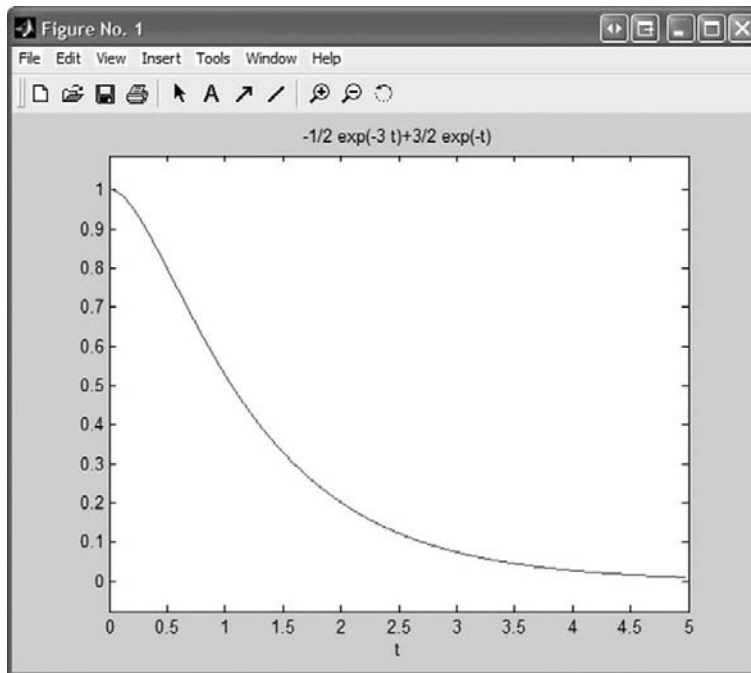 Figure No. 1
File Edit View Insert Tools Window Help
A
-1/2 exp(-3 t)+3/2 exp(-t)
1
0.9
0.8
0.7
0.6
0.5
0.4
0.3
0.2
0.1
0
0 0.5 1 1.5 2 2.5 3 3.5 4 4.5 5
t